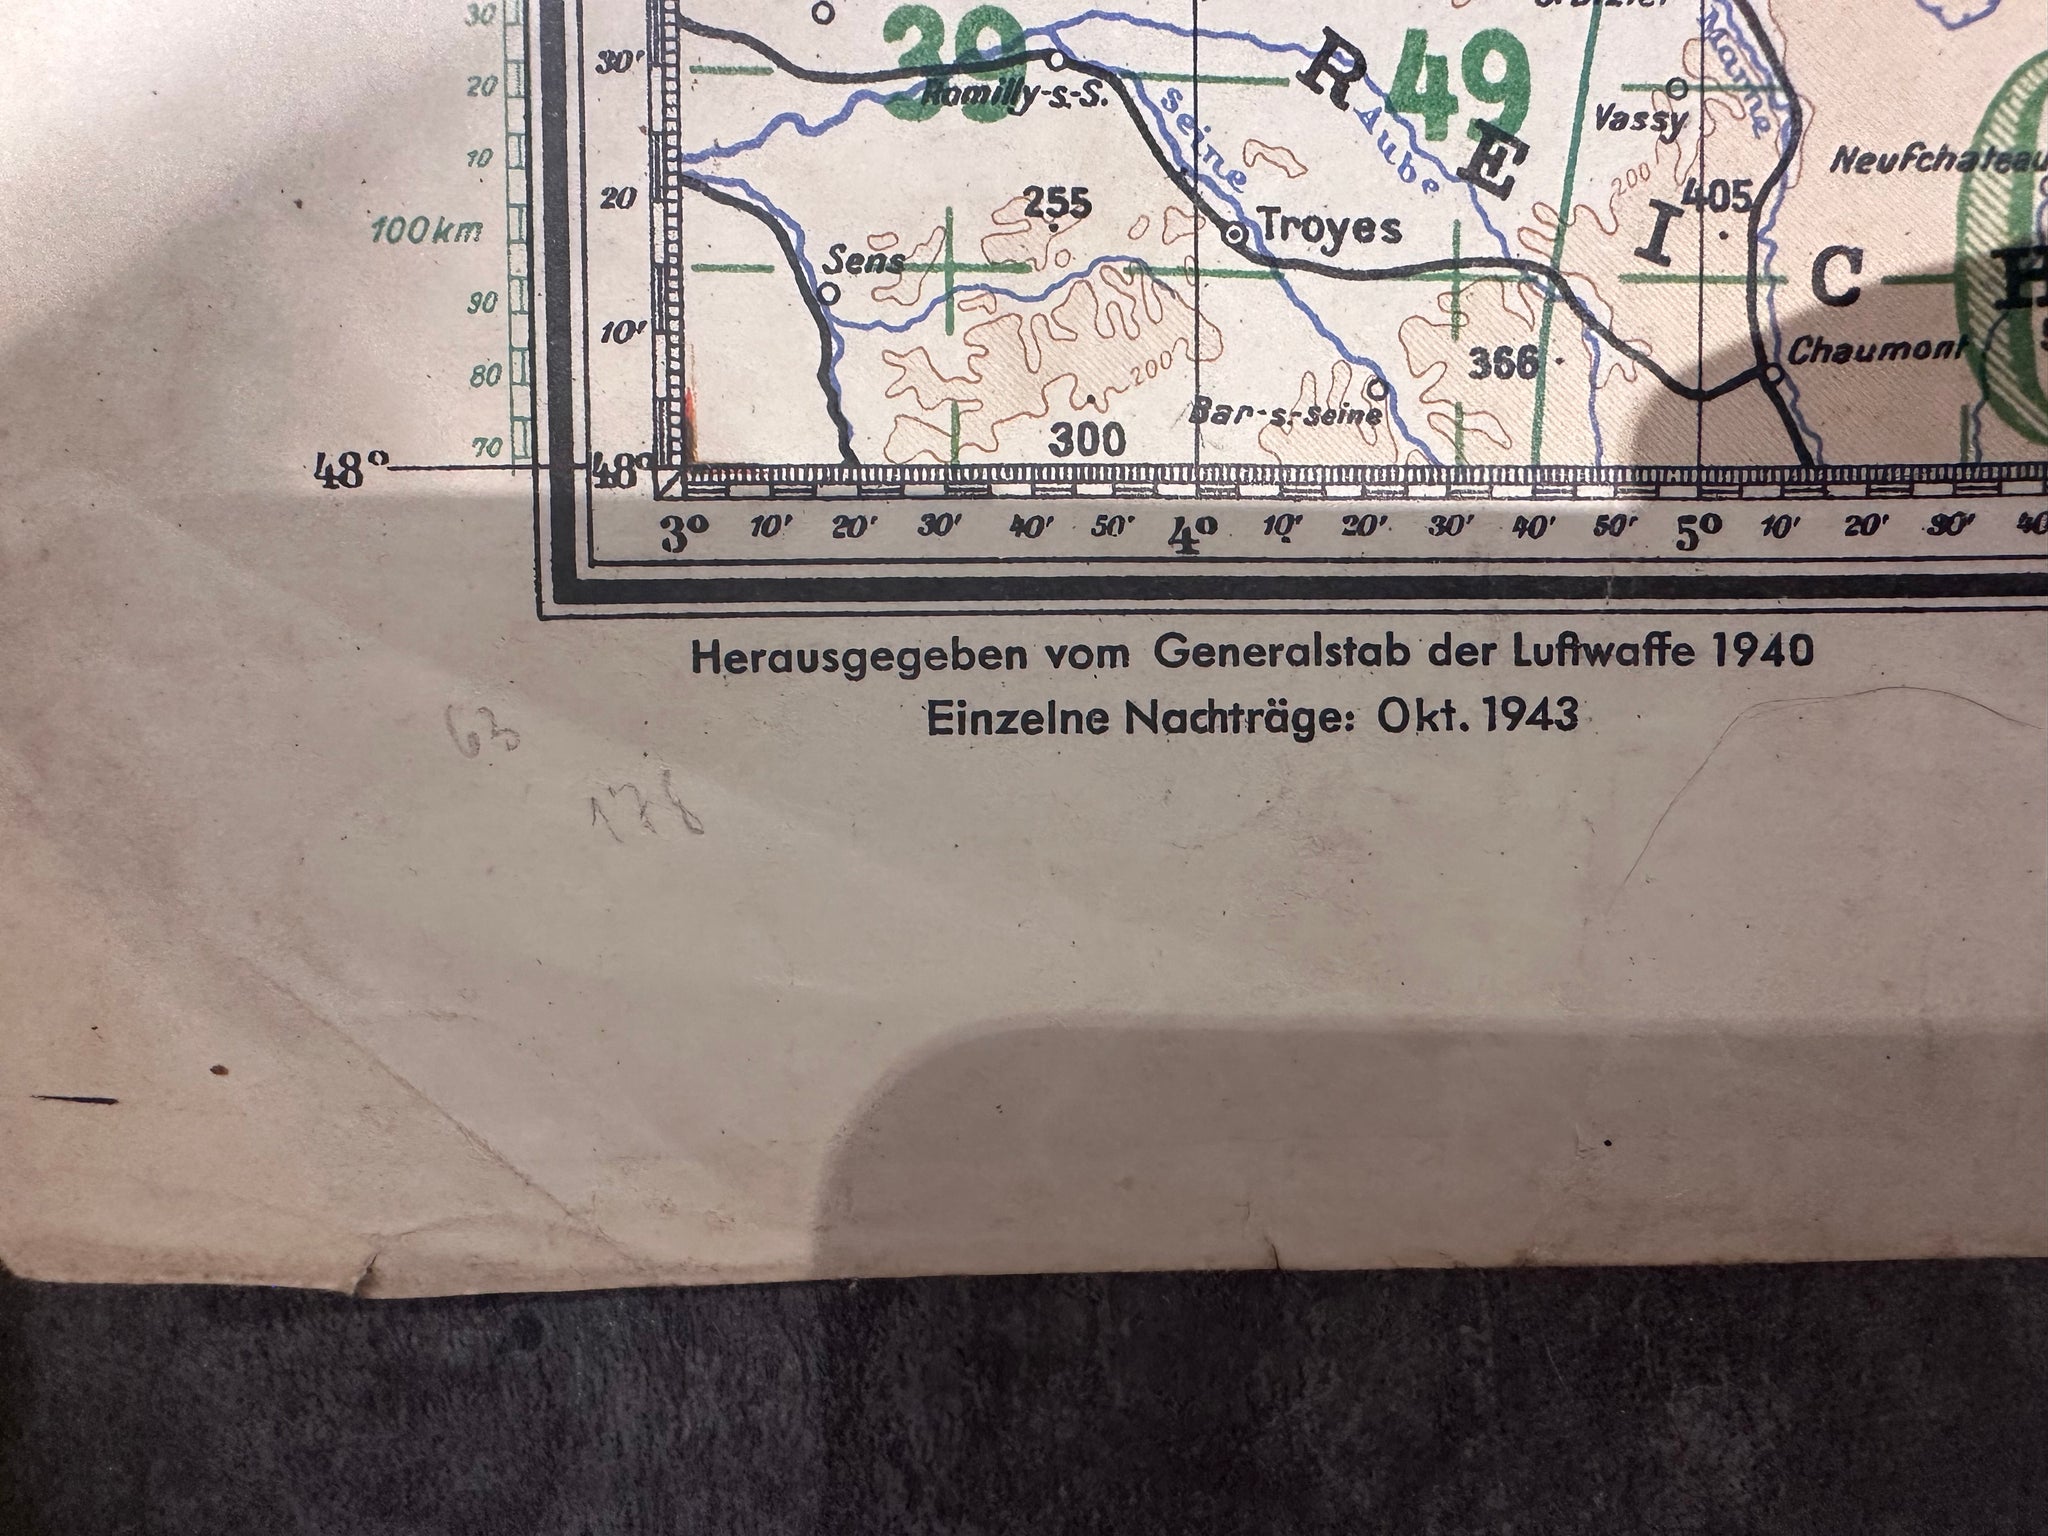 30
30'
39
49
R
Marne
20
Romilly-s.-S.
Seine
Aube
Vassy
E
10
Neufchateau
20
255
200
405
100km
Troyes
I
Sens
C
H
90
10'
366
Chaumont
80
200
Bar-s.-seine
300
70
48° 48°
3° 10' 20' 30' 40' 50' 4° 10' 20' 30' 40' 50' 5° 10' 20' 30' 40
Herausgegeben vom Generalstab der Luftwaffe 1940
Einzelne Nachträge: Okt. 1943
63
178